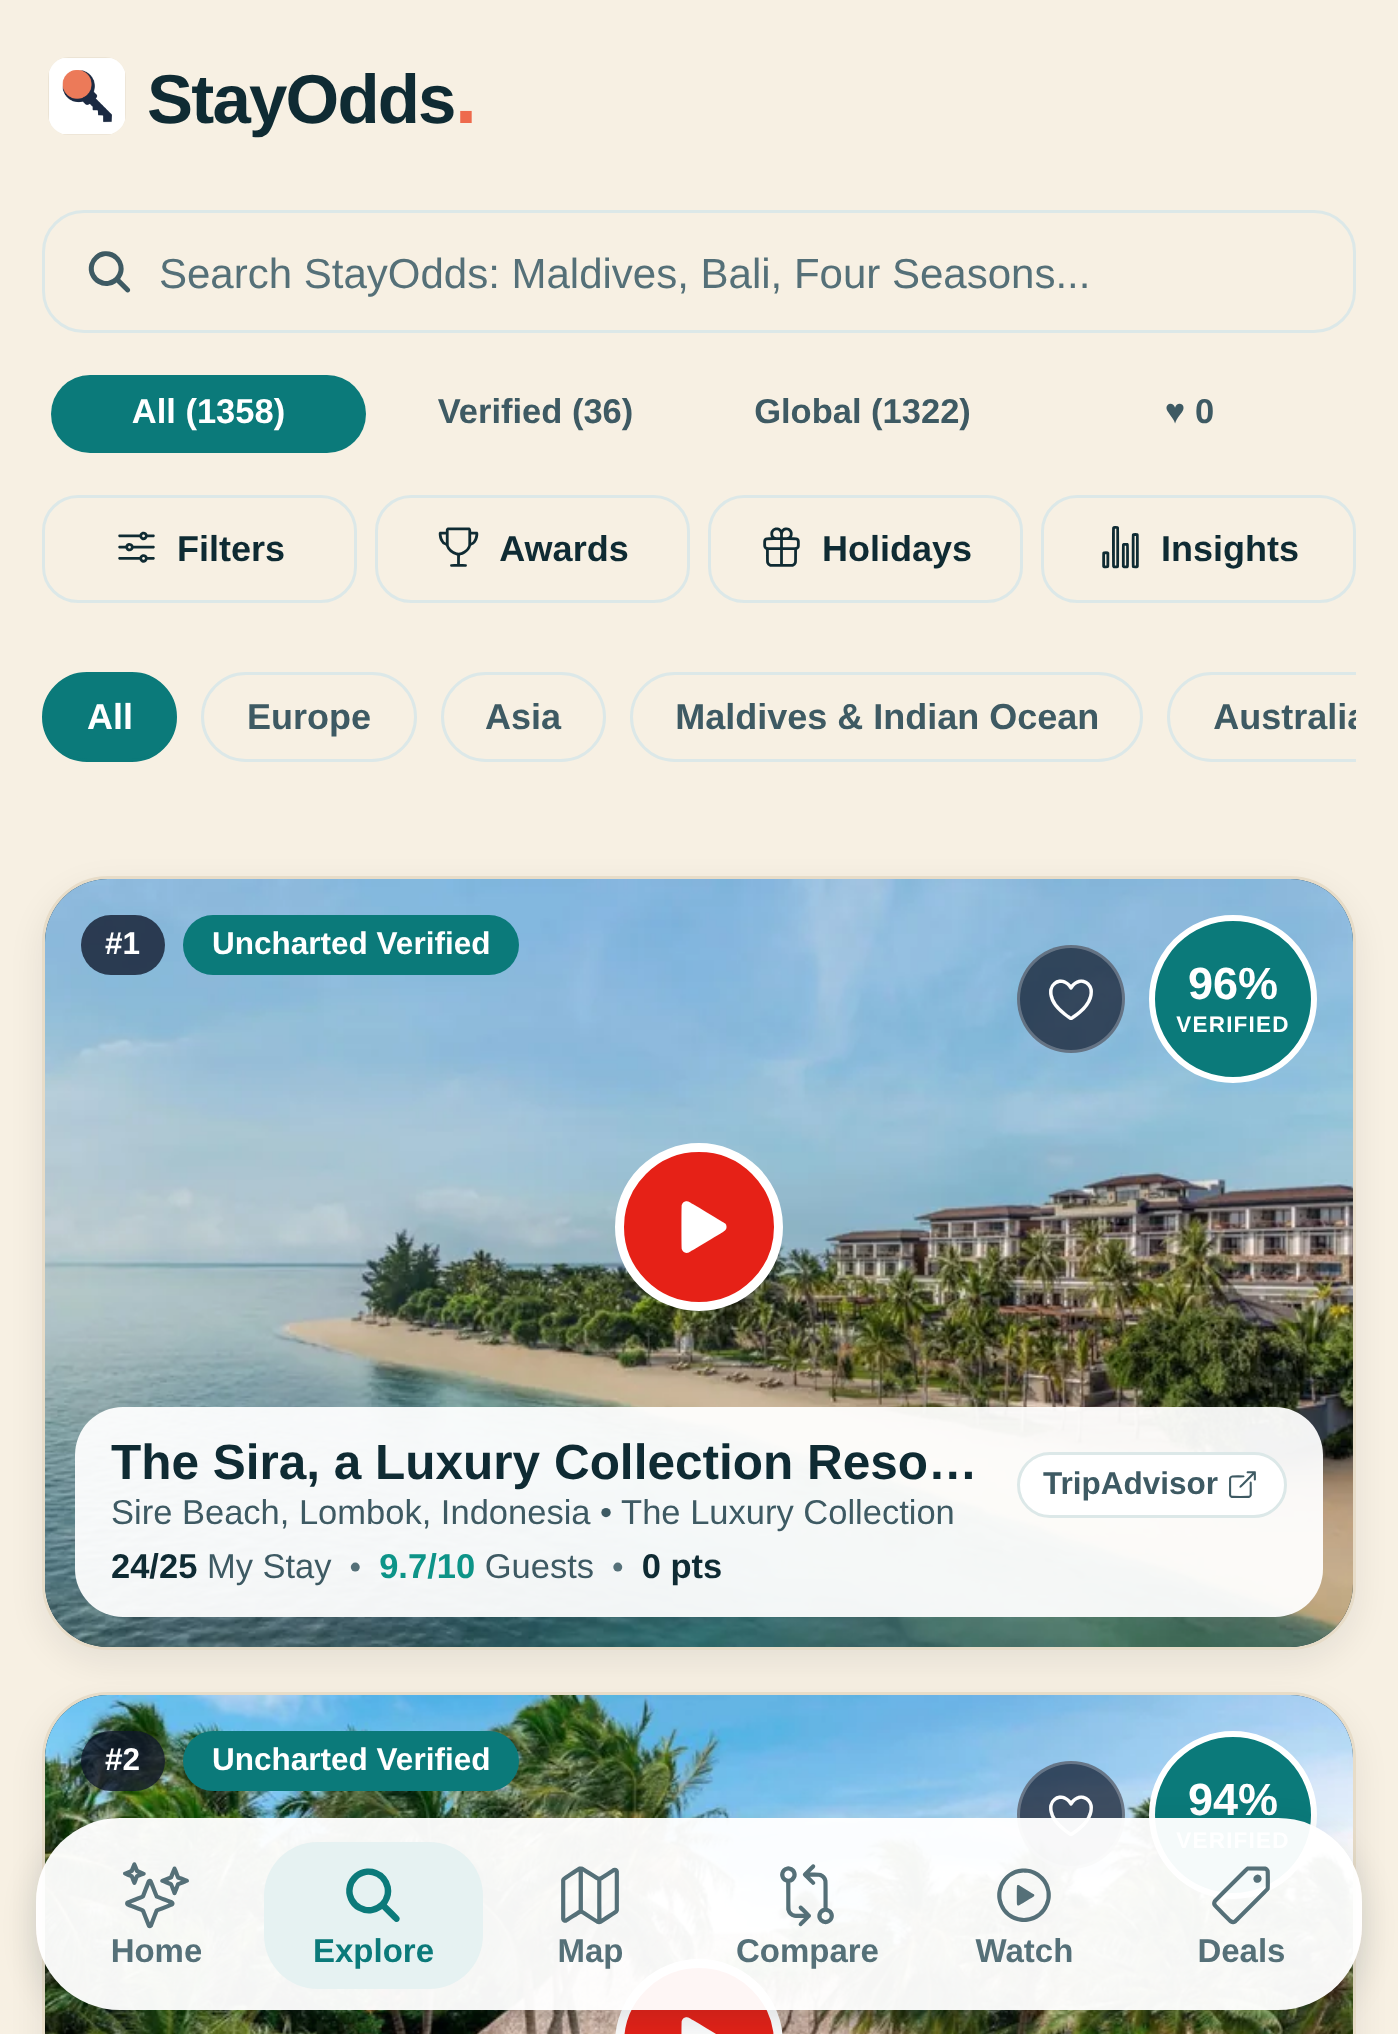 StayOdds.
Search StayOdds: Maldives, Bali, Four Seasons...
All (1358) Verified (36) Global (1322) ♥ 0
Filters Awards Holidays Insights
All Europe Asia Maldives & Indian Ocean Australia
#1 Uncharted Verified
96%
VERIFIED
The Sira, a Luxury Collection Reso...
Sire Beach, Lombok, Indonesia • The Luxury Collection
TripAdvisor
24/25 My Stay • 9.7/10 Guests • 0 pts
#2 Uncharted Verified
94%
VERIFIED
Home Explore Map Compare Watch Deals